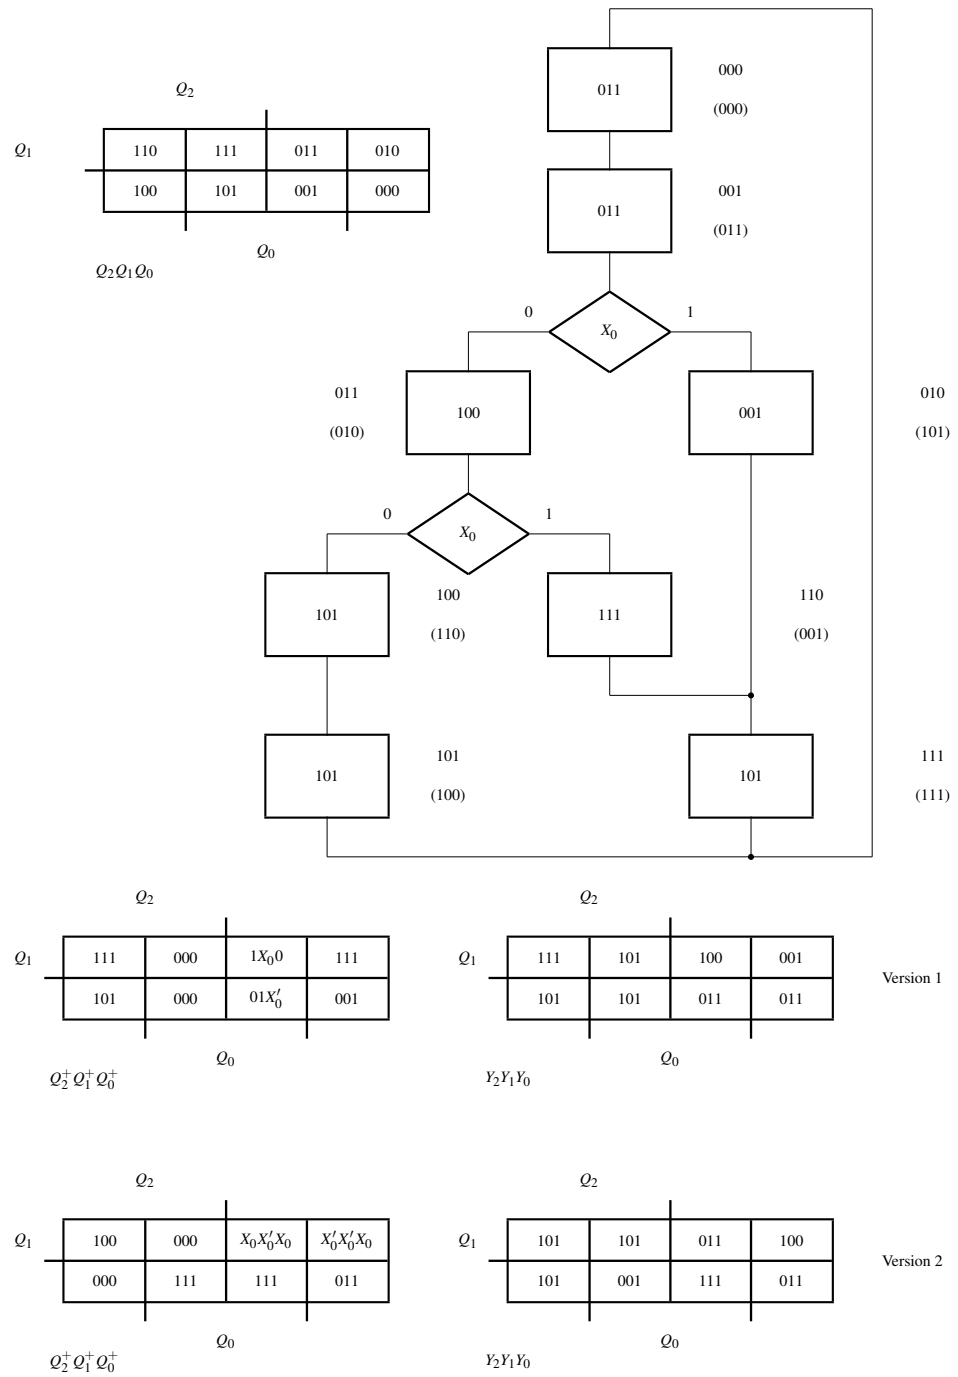 011
000
(000)
Q₂
Q₁
110 111 011 010
100 101 001 000
Q₀
Q₂Q₁Q₀
011
001
(011)
0
X₀
1
011
(010)
100
001
010
(101)
0
X₀
1
101
100
(110)
111
110
(001)
101
101
(100)
101
111
(111)
Q₂
Q₁
111 000 1X₀0 111
101 000 01X₀′ 001
Q₀
Q₂⁺Q₁⁺Q₀⁺
Q₂
Q₁
111 101 100 001
101 101 011 011
Q₀
Y₂Y₁Y₀
Version 1
Q₂
Q₁
100 000 X₀X₀′X₀ X₀′X₀′X₀
000 111 111 011
Q₀
Q₂⁺Q₁⁺Q₀⁺
Q₂
Q₁
101 101 011 100
101 001 111 011
Q₀
Y₂Y₁Y₀
Version 2